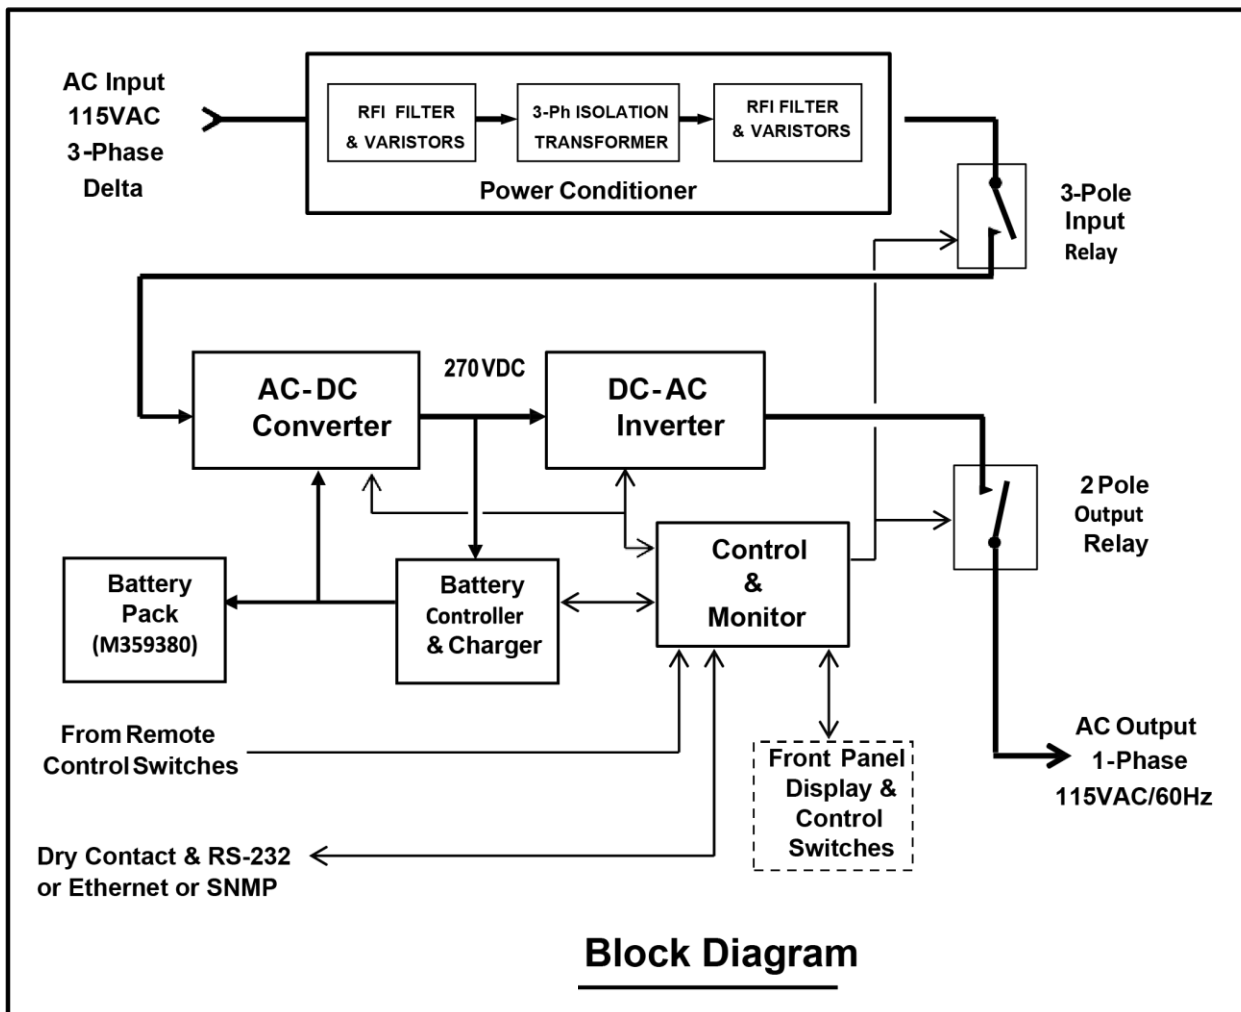 AC Input
115VAC
3-Phase
Delta
RFI FILTER
& VARISTORS
3-Ph ISOLATION
TRANSFORMER
RFI FILTER
& VARISTORS
Power Conditioner
3-Pole
Input
Relay
AC-DC
Converter
270 VDC
DC-AC
Inverter
2 Pole
Output
Relay
Battery
Pack
(M359380)
Battery
Controller
& Charger
Control
&
Monitor
From Remote
Control Switches
Front Panel
Display &
Control
Switches
AC Output
1-Phase
115VAC/60Hz
Dry Contact & RS-232
or Ethernet or SNMP
Block Diagram